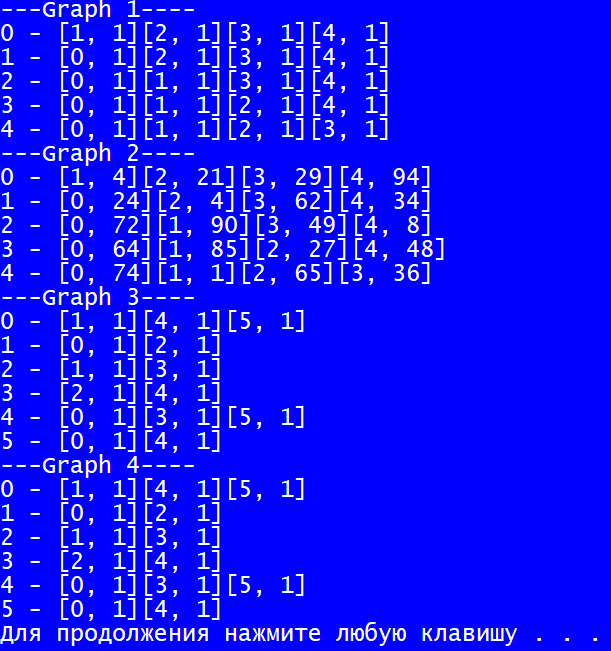 ---Graph 1----
0 - [1, 1][2, 1][3, 1][4, 1]
1 - [0, 1][2, 1][3, 1][4, 1]
2 - [0, 1][1, 1][3, 1][4, 1]
3 - [0, 1][1, 1][2, 1][4, 1]
4 - [0, 1][1, 1][2, 1][3, 1]
---Graph 2----
0 - [1, 4][2, 21][3, 29][4, 94]
1 - [0, 24][2, 4][3, 62][4, 34]
2 - [0, 72][1, 90][3, 49][4, 8]
3 - [0, 64][1, 85][2, 27][4, 48]
4 - [0, 74][1, 1][2, 65][3, 36]
---Graph 3----
0 - [1, 1][4, 1][5, 1]
1 - [0, 1][2, 1]
2 - [1, 1][3, 1]
3 - [2, 1][4, 1]
4 - [0, 1][3, 1][5, 1]
5 - [0, 1][4, 1]
---Graph 4----
0 - [1, 1][4, 1][5, 1]
1 - [0, 1][2, 1]
2 - [1, 1][3, 1]
3 - [2, 1][4, 1]
4 - [0, 1][3, 1][5, 1]
5 - [0, 1][4, 1]
Для продолжения нажмите любую клавишу . . .